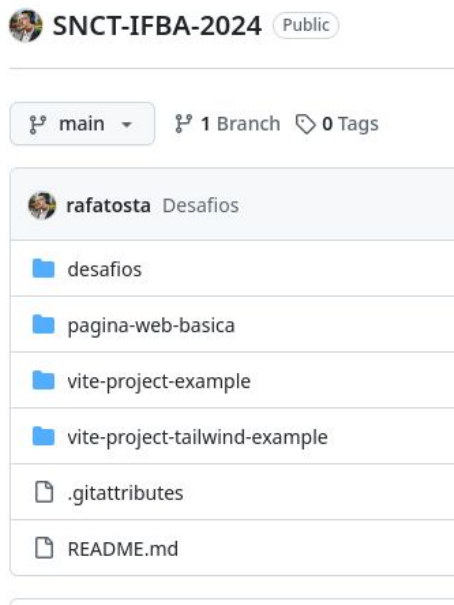 SNCT-IFBA-2024 Public
main 1 Branch 0 Tags
rafatosta Desafios
desafios
pagina-web-basica
vite-project-example
vite-project-tailwind-example
.gitattributes
README.md